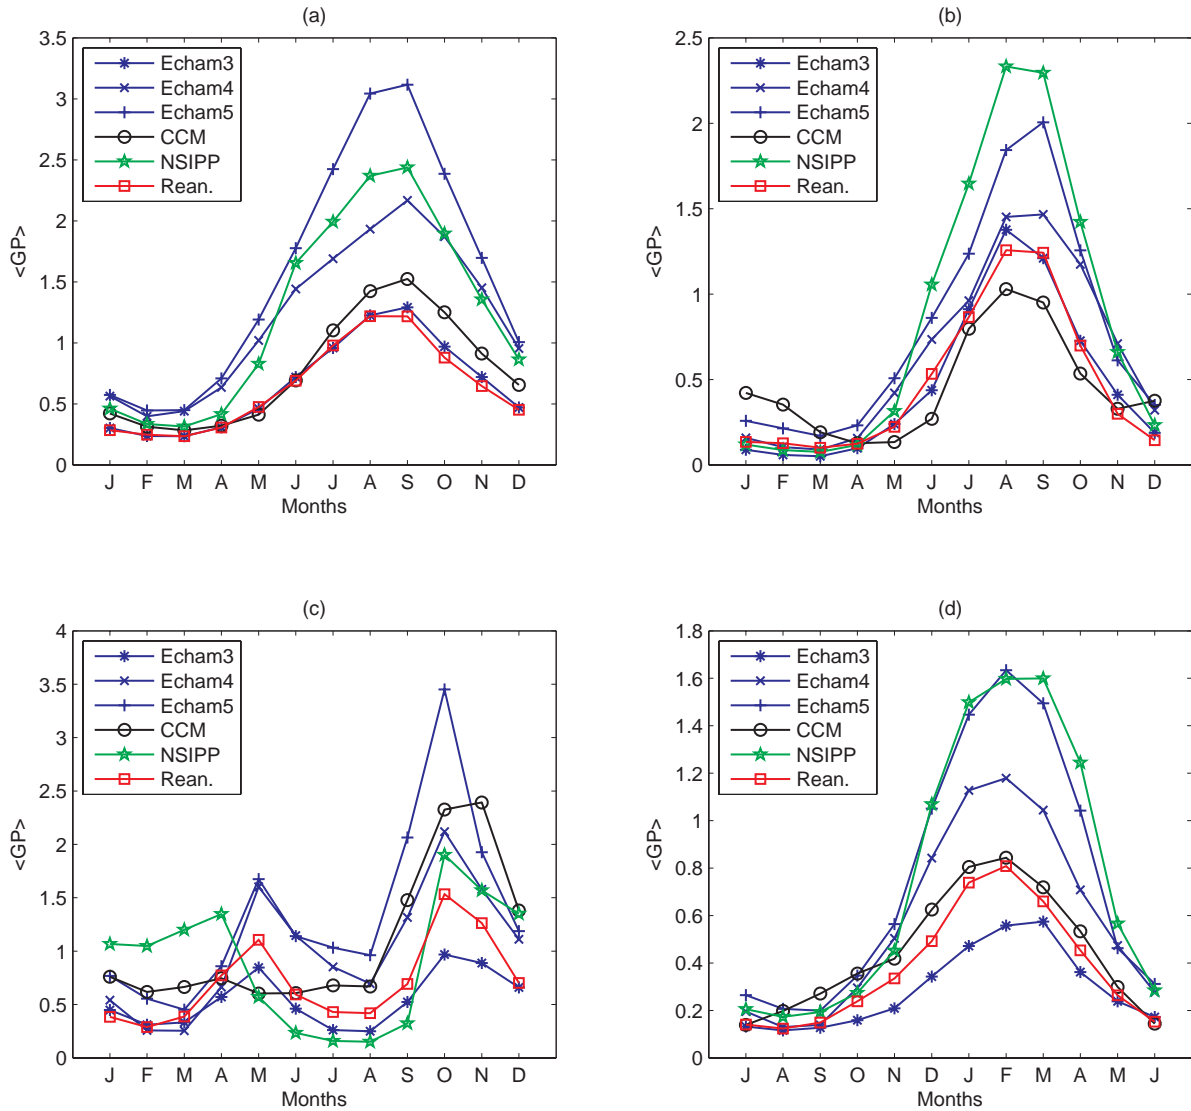 (a)
3.5
3
2.5
2
1.5
1
0.5
0
<GP>
Echam3
Echam4
Echam5
CCM
NSIPP
Rean.
J F M A M J J A S O N D
Months
(b)
2.5
2
1.5
1
0.5
0
<GP>
Echam3
Echam4
Echam5
CCM
NSIPP
Rean.
J F M A M J J A S O N D
Months
(c)
4
3.5
3
2.5
2
1.5
1
0.5
0
<GP>
Echam3
Echam4
Echam5
CCM
NSIPP
Rean.
J F M A M J J A S O N D
Months
(d)
1.8
1.6
1.4
1.2
1
0.8
0.6
0.4
0.2
0
<GP>
Echam3
Echam4
Echam5
CCM
NSIPP
Rean.
J A S O N D J F M A M J
Months